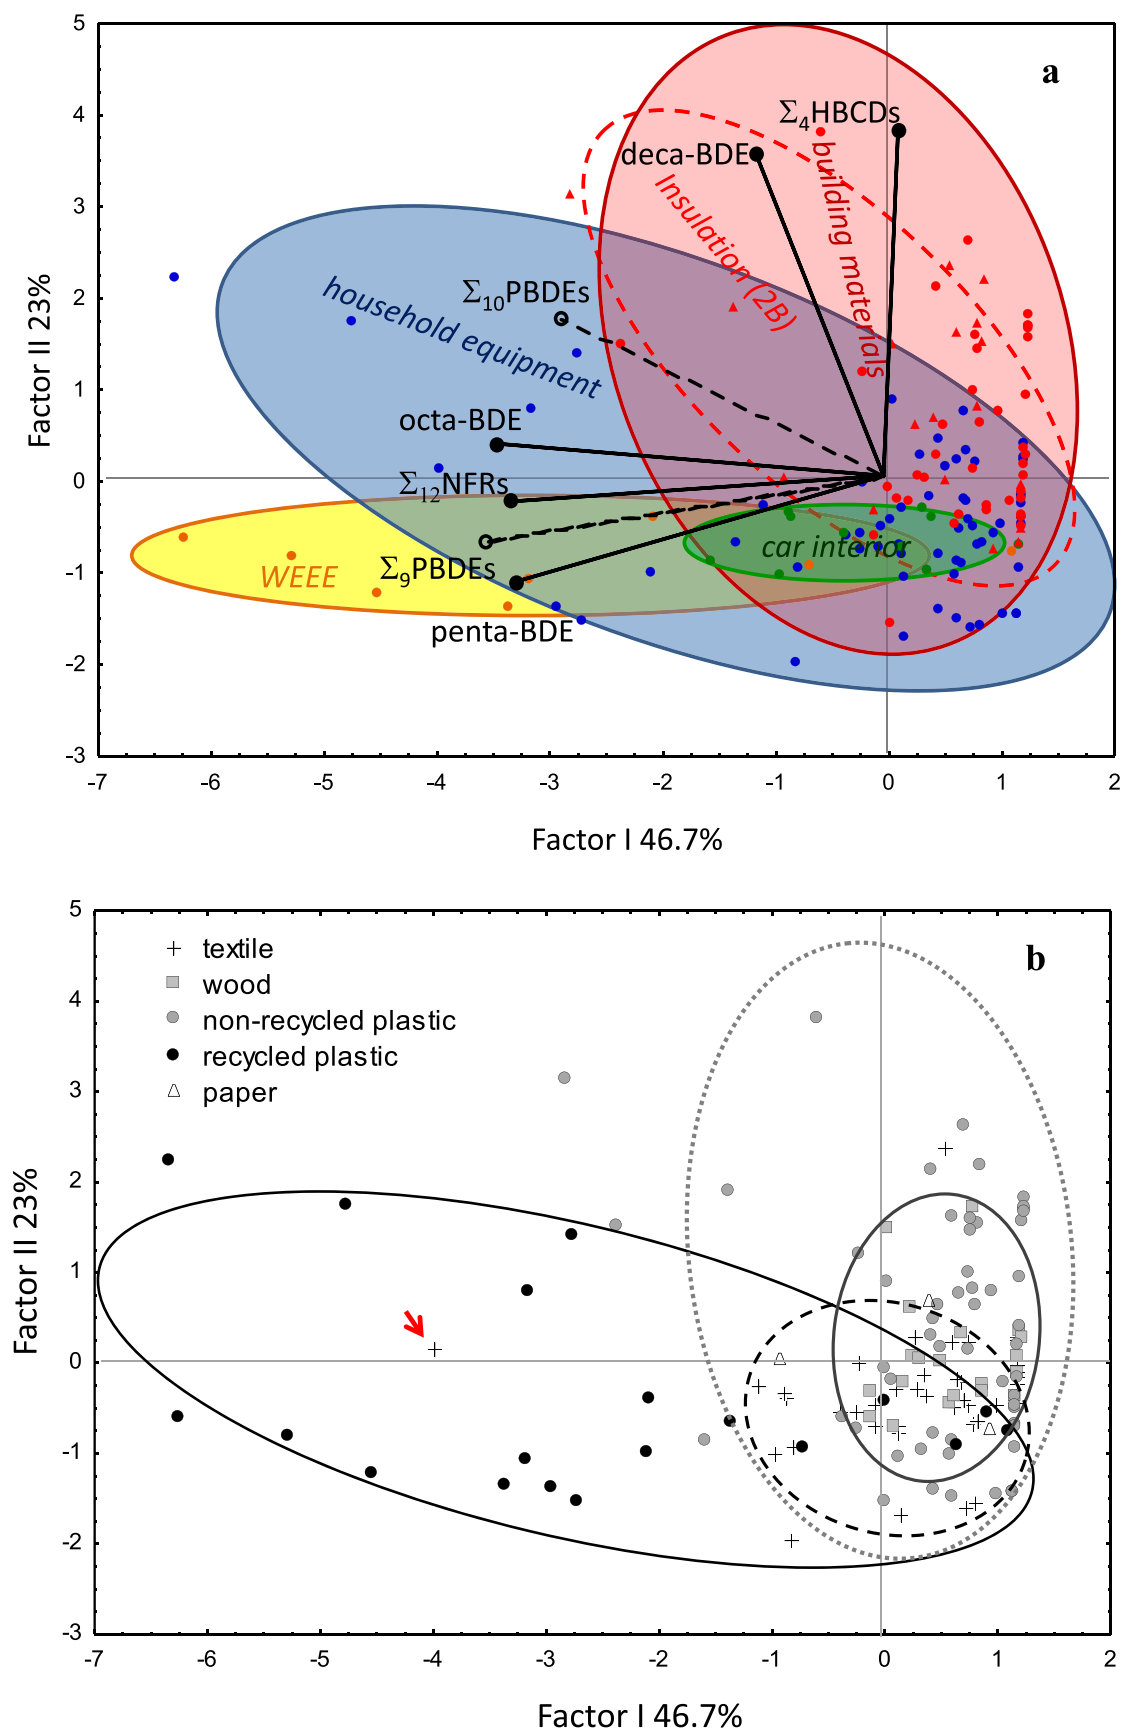 5
a
4
Σ4HBCDs
deca-BDE
building materials
Insulation (2B)
3
Σ10PBDEs
household equipment
2
Factor II 23%
1
octa-BDE
0
Σ12NFRs
car interior
WEEE
Σ9PBDEs
-1
penta-BDE
-2
-3
-7 -6 -5 -4 -3 -2 -1 0 1 2
Factor I 46.7%
5
b
textile
wood
4
non-recycled plastic
recycled plastic
3
paper
2
Factor II 23%
1
0
-1
-2
-3
-7 -6 -5 -4 -3 -2 -1 0 1 2
Factor I 46.7%